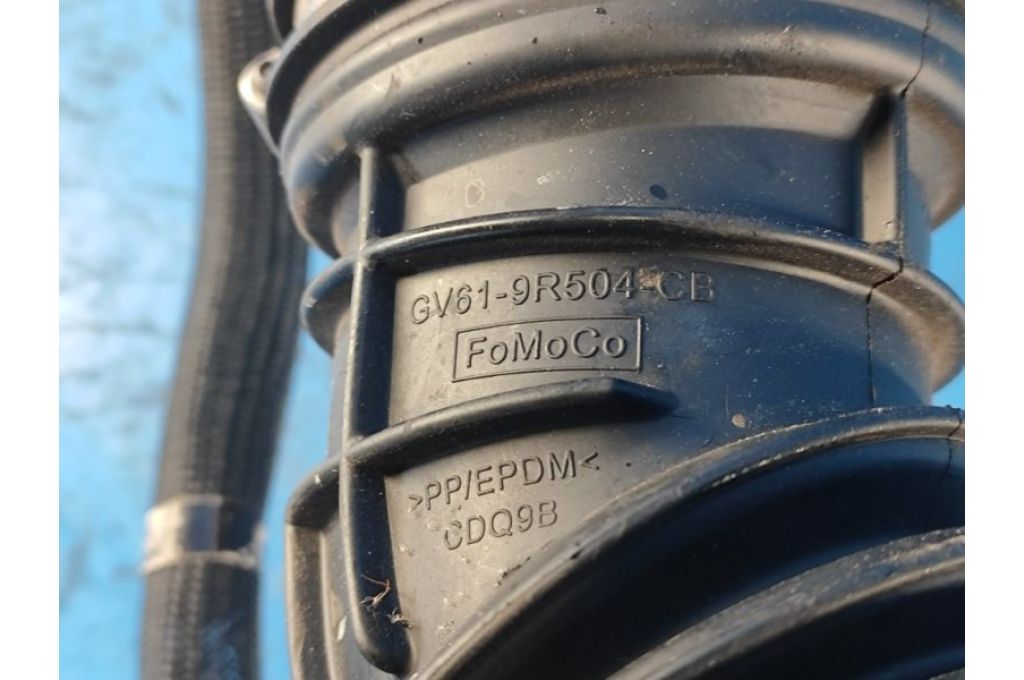 GV61-9R504-CB
FoMoCo
>PP/EPDM<
CDQ9B